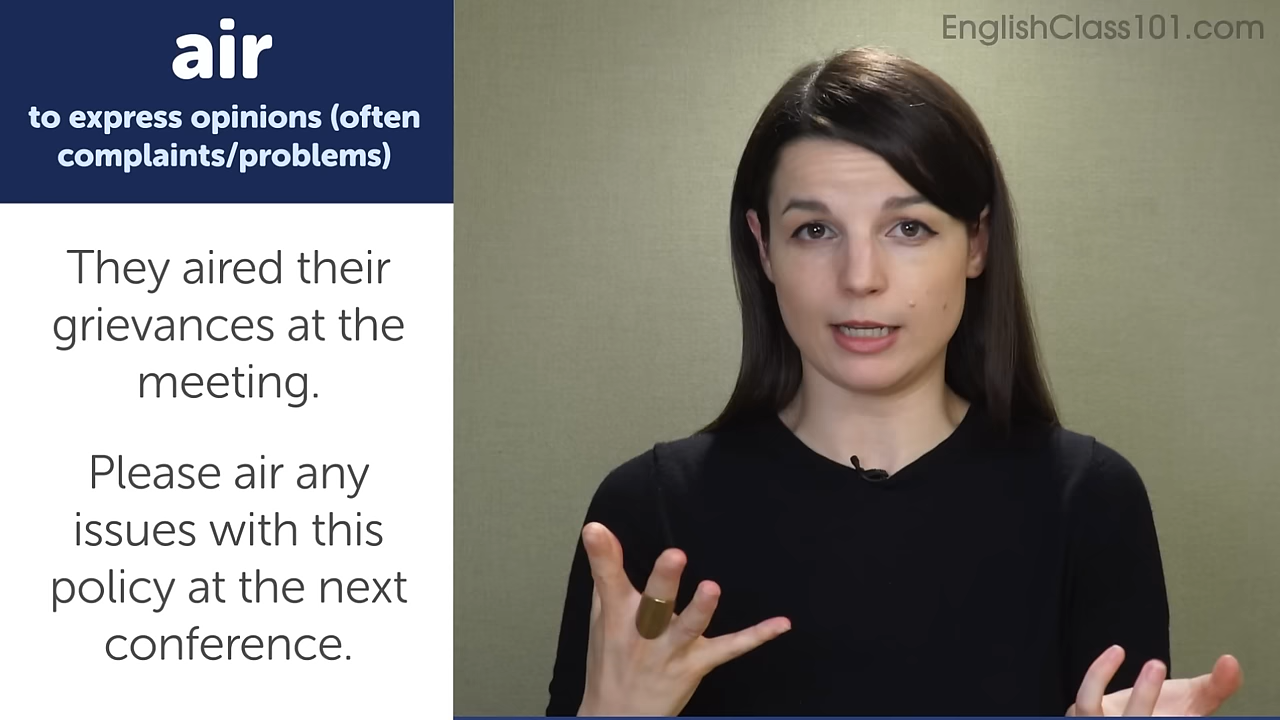 EnglishClass101.com
air
to express opinions (often
complaints/problems)
They aired their
grievances at the
meeting.
Please air any
issues with this
policy at the next
conference.